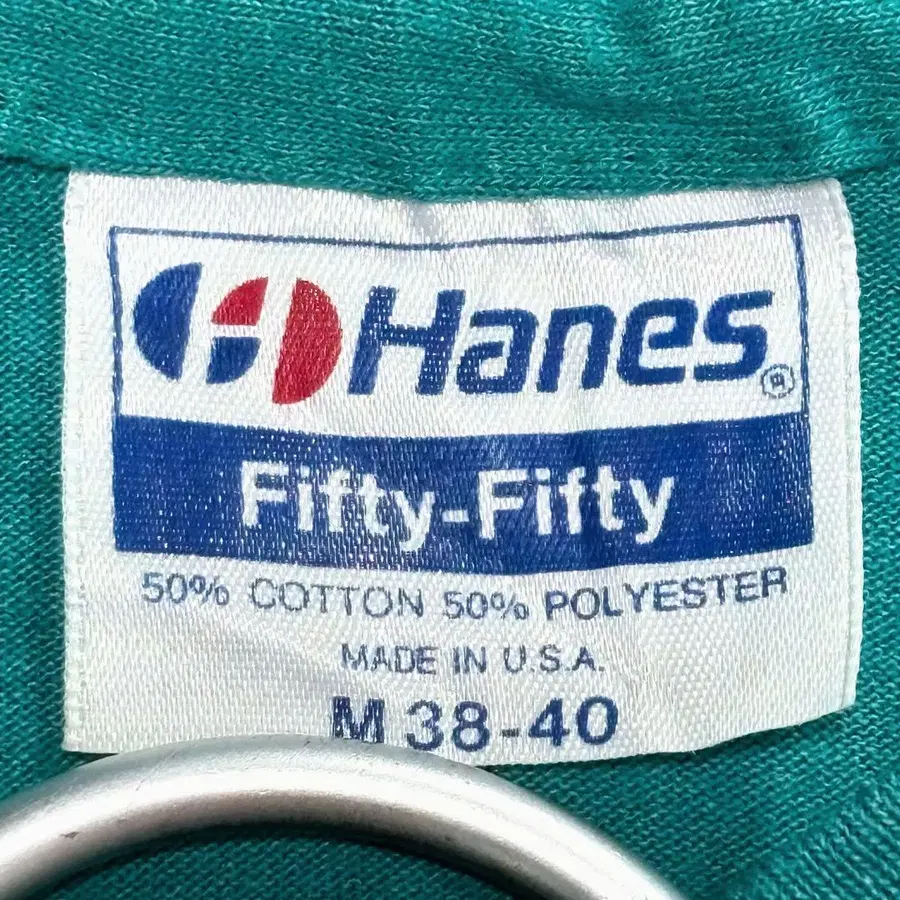 Hanes®
Fifty-Fifty
50% COTTON 50% POLYESTER
MADE IN U.S.A.
M 38-40